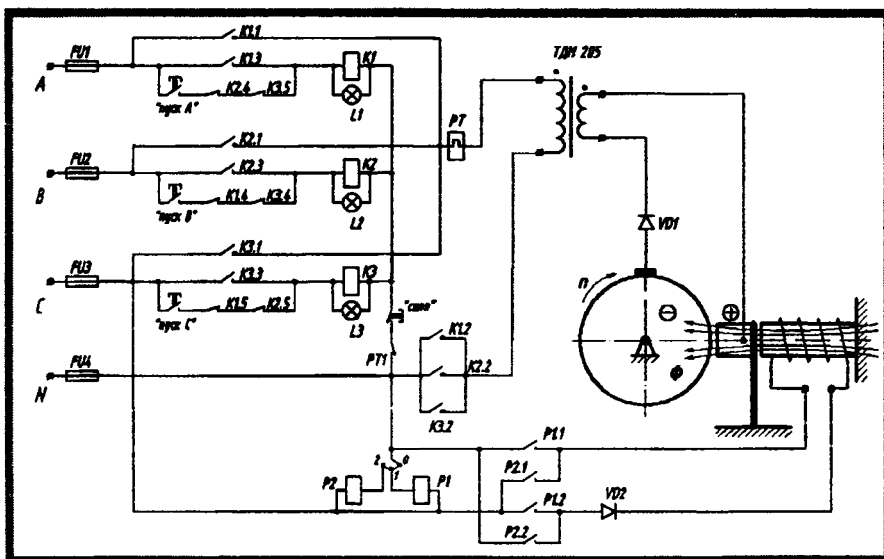 K1.1
FU1
K1.3
K1
A
"пуск А"
K2.4
K3.5
L1
ТДМ 205
PT
K2.1
FU2
K2.3
K2
B
"пуск В"
K1.4
K3.4
L2
VD1
K3.1
FU3
K3.3
K3
C
"пуск С"
K1.5
K2.5
L3
"стоп"
n
Ф
PT1
K1.2
FU4
K2.2
N
K3.2
2
0
1
P2
P1
P1.1
P2.1
P1.2
VD2
P2.2